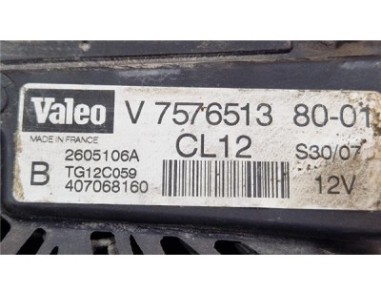 Valeo V 7576513 80-01
MADE IN FRANCE
2605106A CL12 S30/07
B TG12C059 12V
407068160